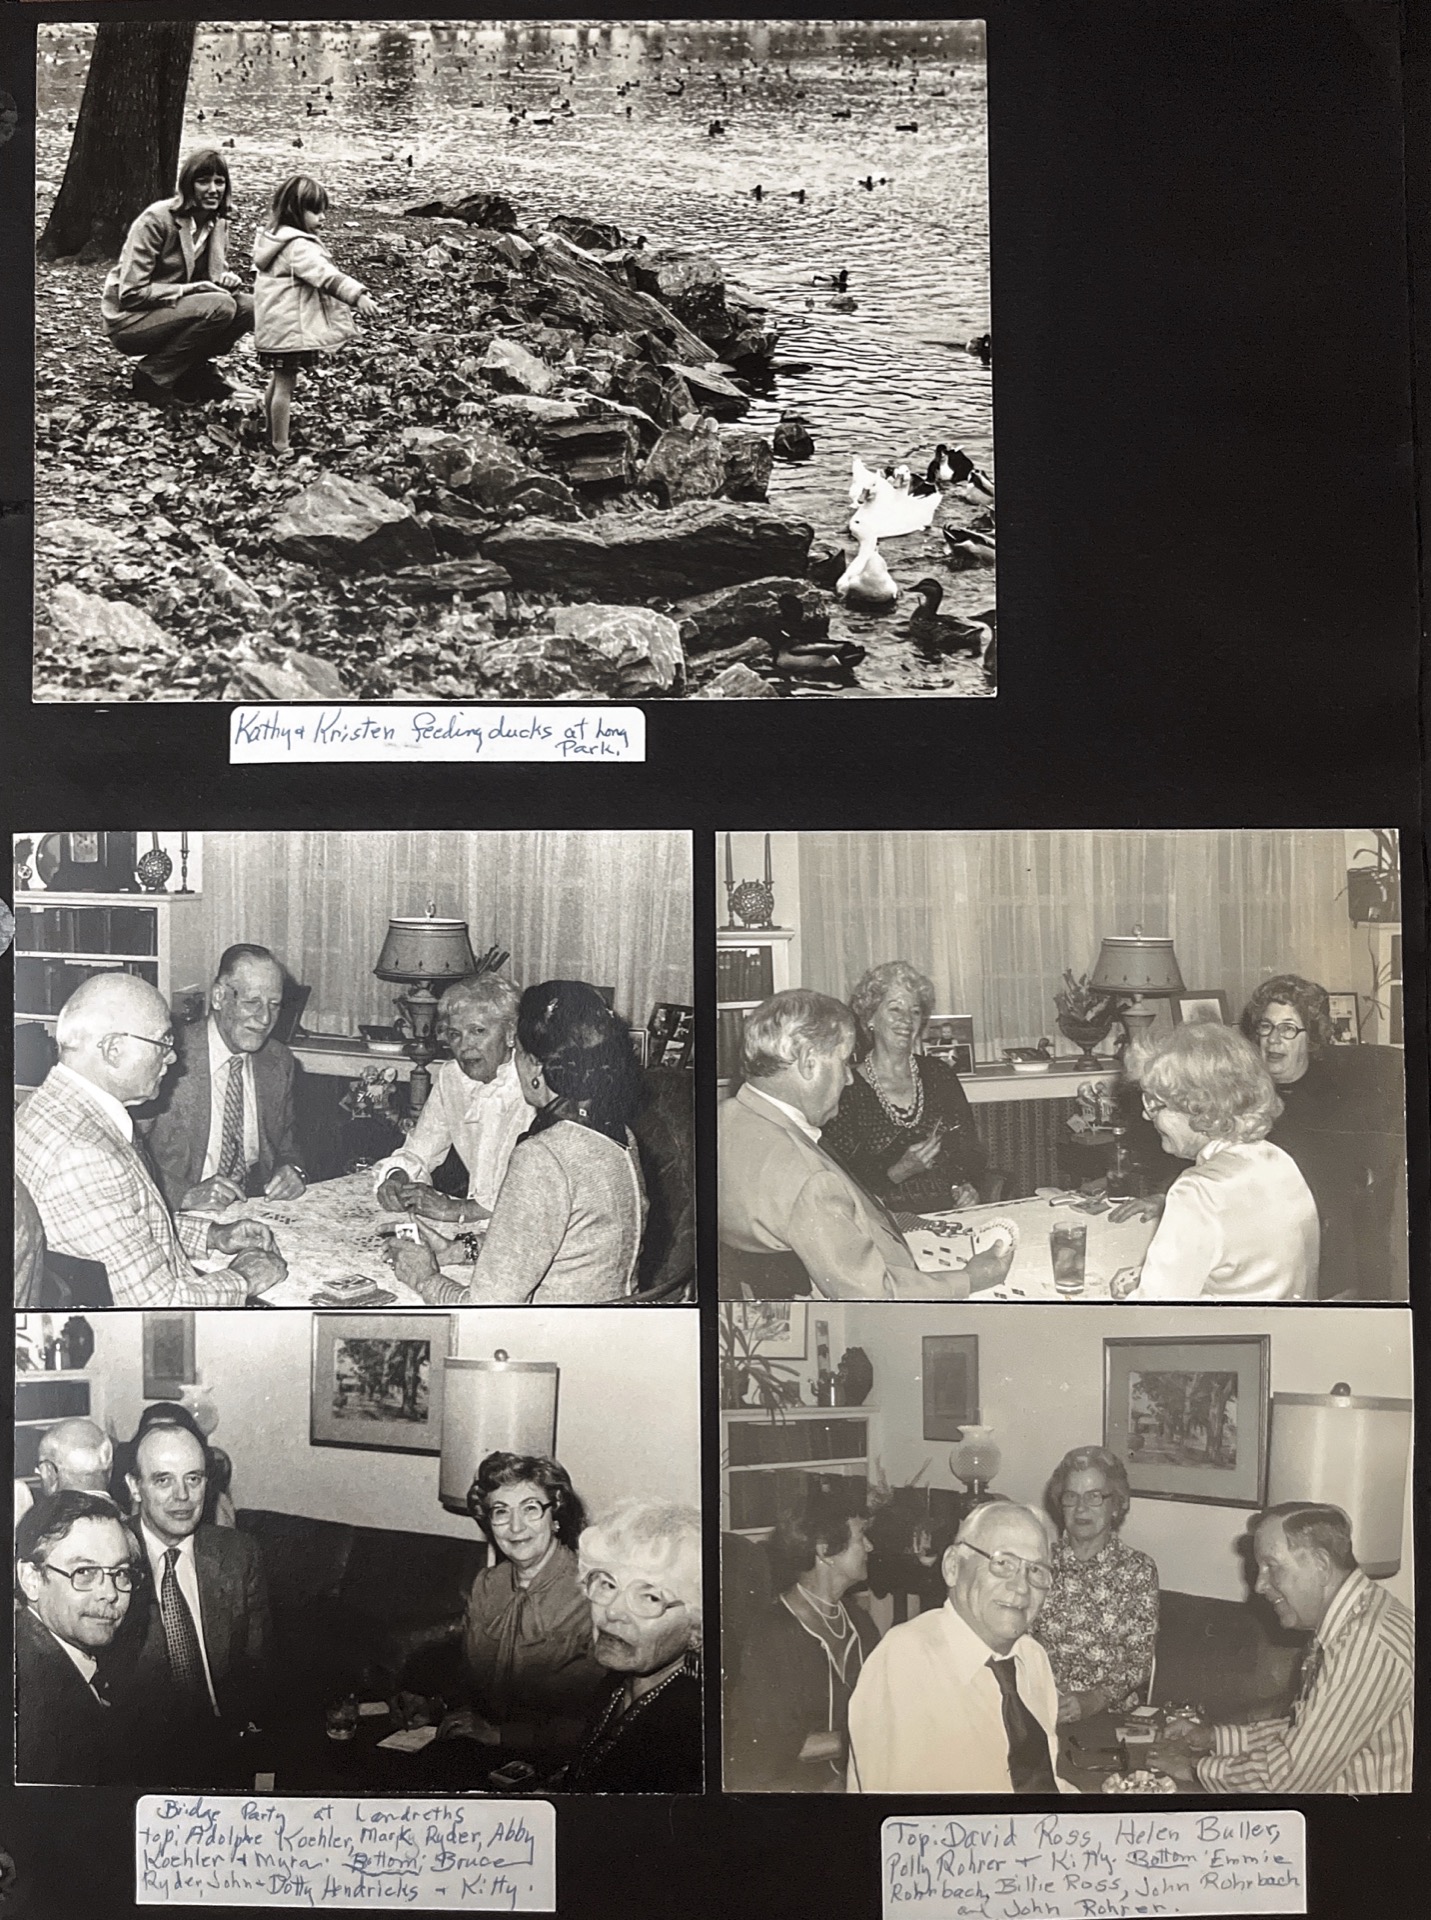 Kathy + Kristen feeding ducks at Long
Park.
Bridge Party at Landreths
top: Adolphe Koehler, Mark Ryder, Abby
Koehler + Myra. Bottom: Bruce
Ryder, John + Dotty Hendricks + Kitty.
Top: David Ross, Helen Buller,
Polly Rohrer + Kitty. Bottom Emmie
Rohrbach, Billie Ross, John Rohrbach
and John Rohrer.